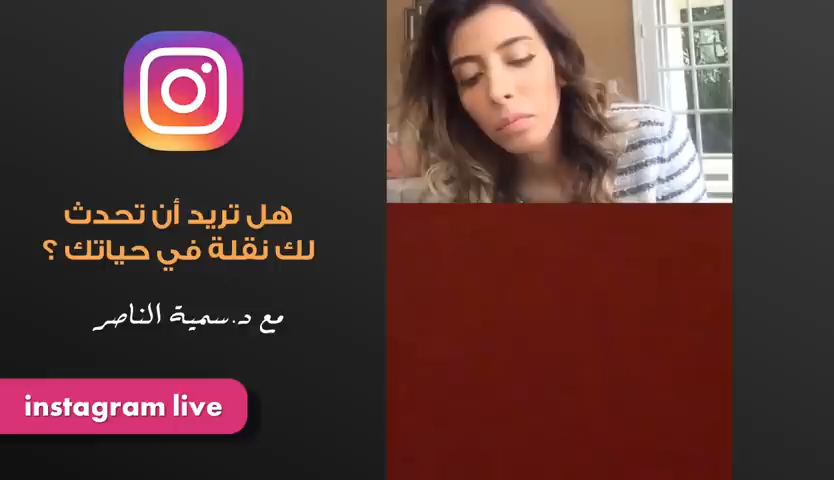 هل تريد أن تحدث
لك نقلة في حياتك ؟
مع د.سمية الناصر
instagram live